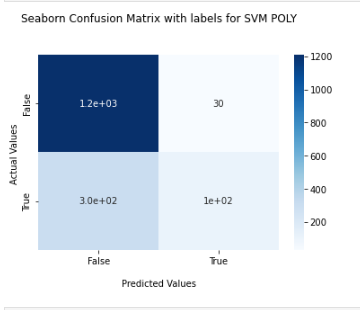 Seaborn Confusion Matrix with labels for SVM POLY
1200
1000
800
600
400
200
False
True
Actual Values
1.2e+03
30
3.0e+02
1e+02
False
True
Predicted Values